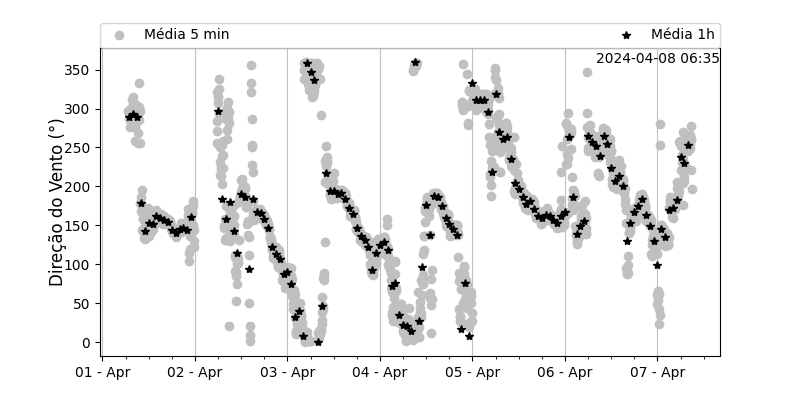 Média 5 min
Média 1h
2024-04-08 06:35
Direção do Vento (°)
350
300
250
200
150
100
50
0
01 - Apr
02 - Apr
03 - Apr
04 - Apr
05 - Apr
06 - Apr
07 - Apr